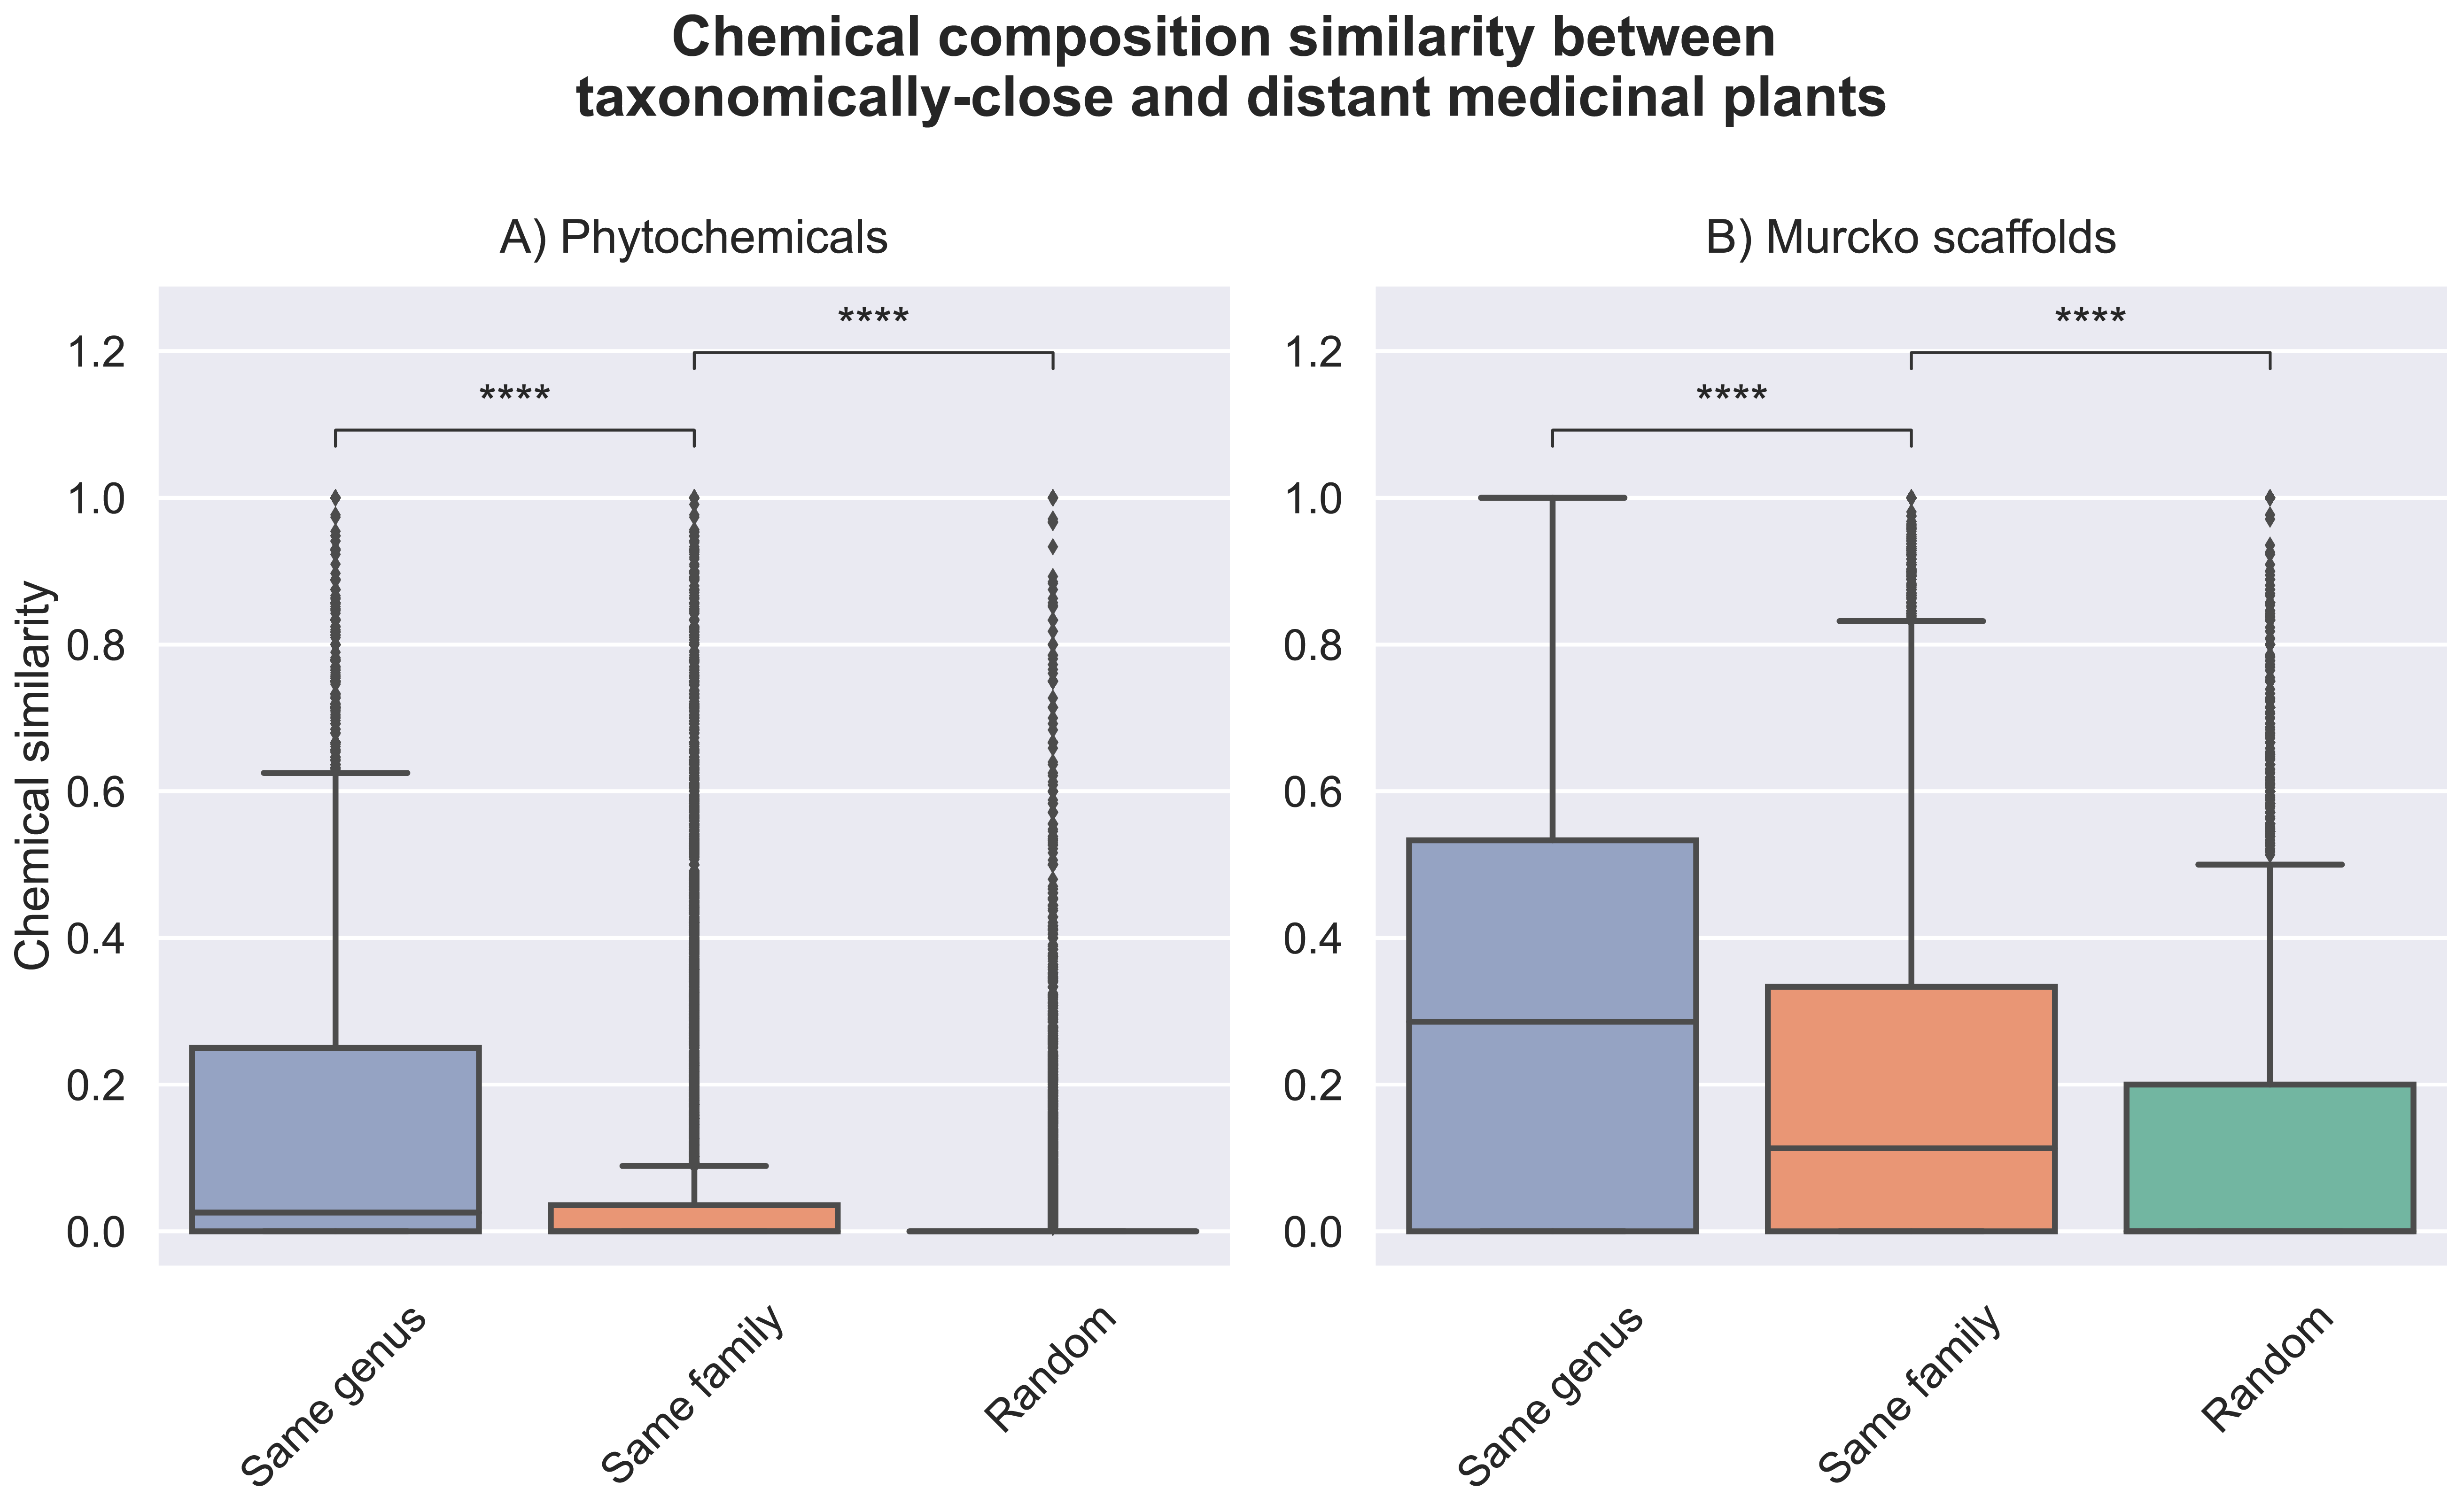 Chemical composition similarity between
taxonomically-close and distant medicinal plants
A) Phytochemicals
B) Murcko scaffolds
****
****
****
****
1.2
1.0
0.8
0.6
0.4
0.2
0.0
1.2
1.0
0.8
0.6
0.4
0.2
0.0
Chemical similarity
Same genus
Same family
Random
Same genus
Same family
Random